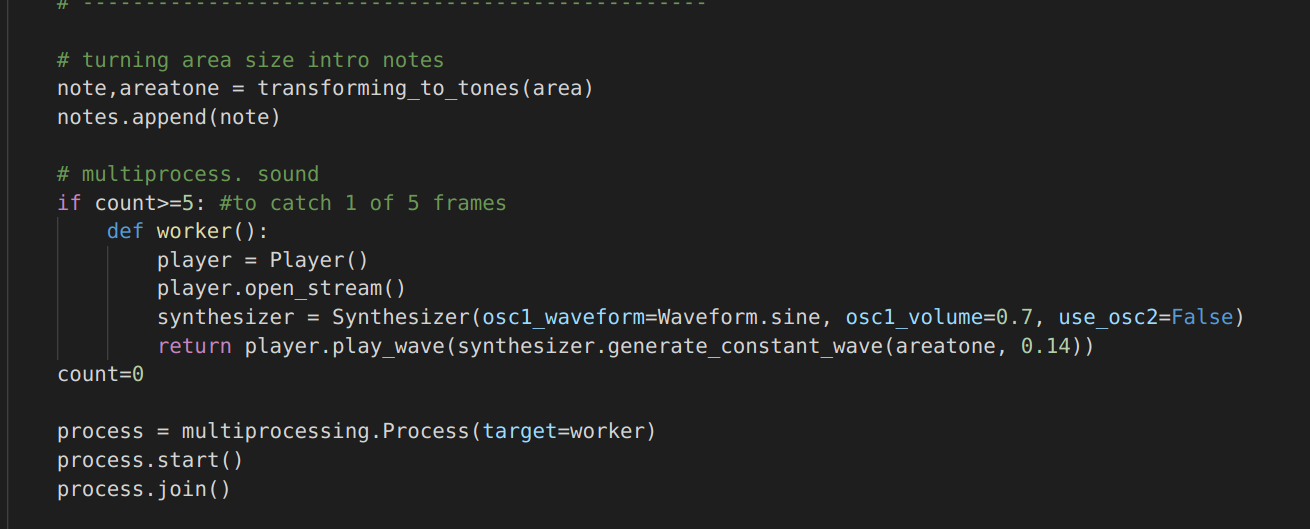 # --------------------------------------------------
# turning area size intro notes
note,areatone = transforming_to_tones(area)
notes.append(note)
# multiprocess. sound
if count>=5: #to catch 1 of 5 frames
def worker():
player = Player()
player.open_stream()
synthesizer = Synthesizer(osc1_waveform=Waveform.sine, osc1_volume=0.7, use_osc2=False)
return player.play_wave(synthesizer.generate_constant_wave(areatone, 0.14))
count=0
process = multiprocessing.Process(target=worker)
process.start()
process.join()